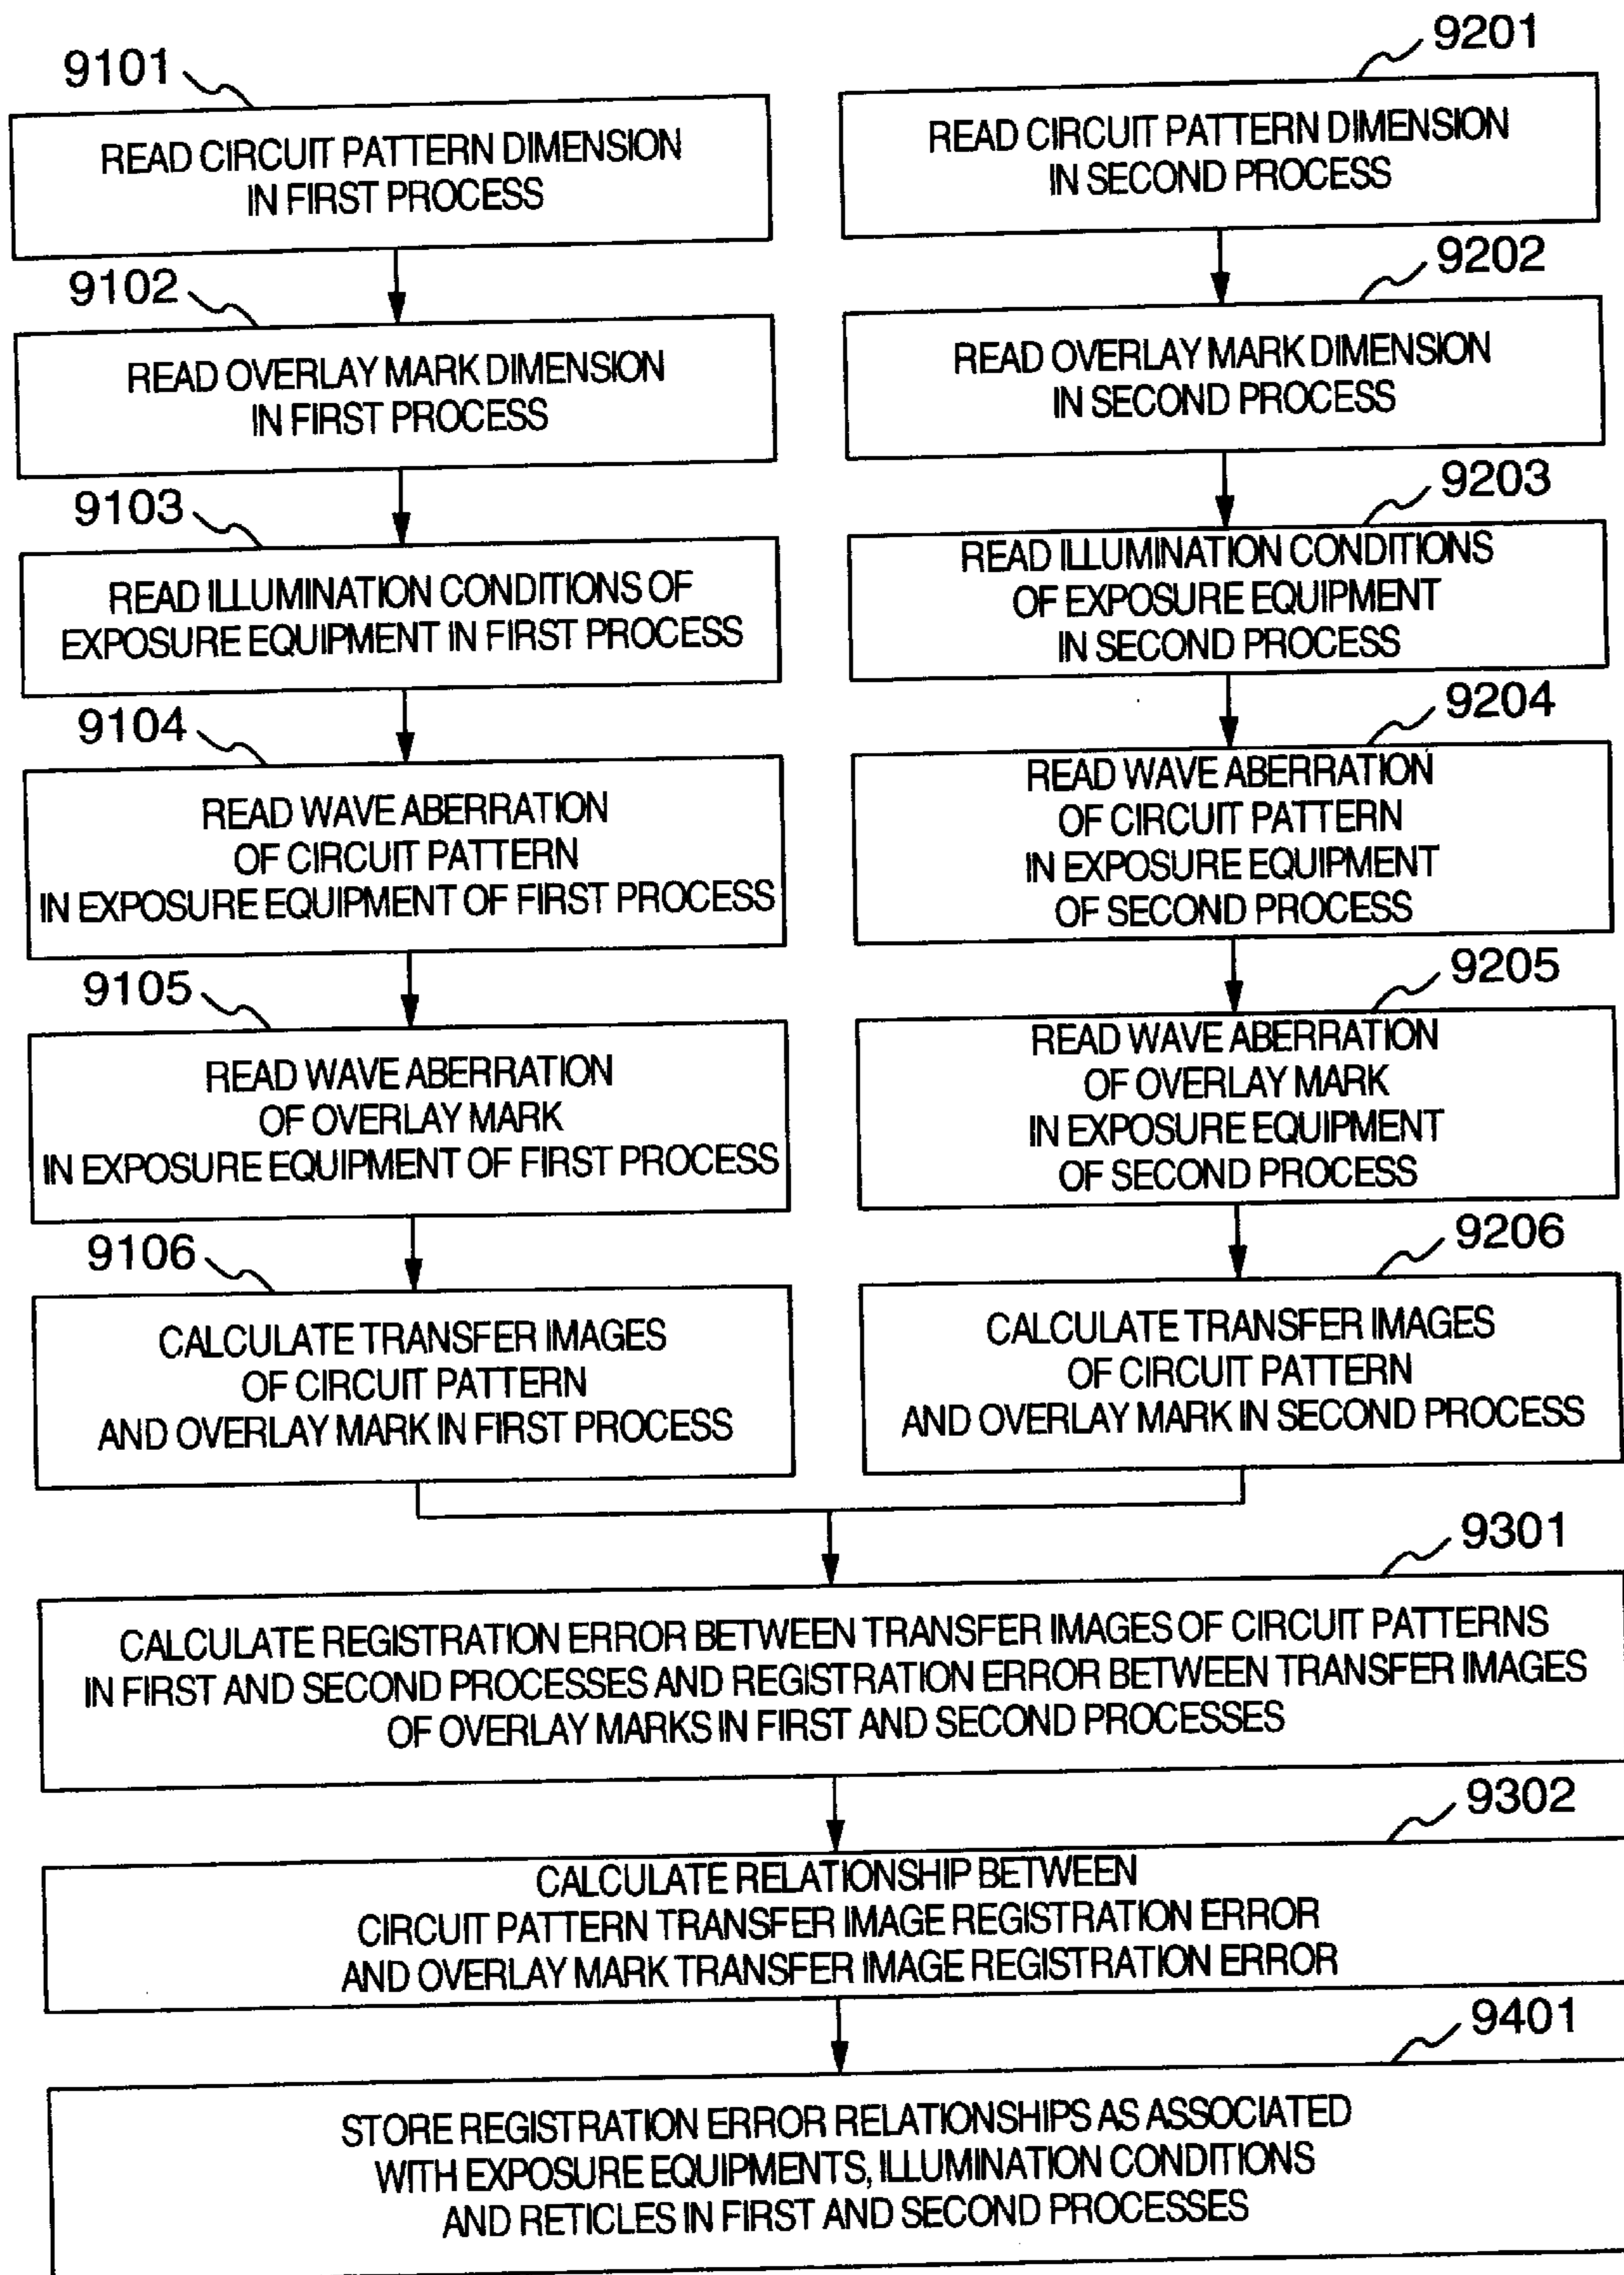 9101
READ CIRCUIT PATTERN DIMENSION
IN FIRST PROCESS
9102
READ OVERLAY MARK DIMENSION
IN FIRST PROCESS
9103
READ ILLUMINATION CONDITIONS OF
EXPOSURE EQUIPMENT IN FIRST PROCESS
9104
READ WAVE ABERRATION
OF CIRCUIT PATTERN
IN EXPOSURE EQUIPMENT OF FIRST PROCESS
9105
READ WAVE ABERRATION
OF OVERLAY MARK
IN EXPOSURE EQUIPMENT OF FIRST PROCESS
9106
CALCULATE TRANSFER IMAGES
OF CIRCUIT PATTERN
AND OVERLAY MARK IN FIRST PROCESS
9201
READ CIRCUIT PATTERN DIMENSION
IN SECOND PROCESS
9202
READ OVERLAY MARK DIMENSION
IN SECOND PROCESS
9203
READ ILLUMINATION CONDITIONS
OF EXPOSURE EQUIPMENT
IN SECOND PROCESS
9204
READ WAVE ABERRATION
OF CIRCUIT PATTERN
IN EXPOSURE EQUIPMENT
OF SECOND PROCESS
9205
READ WAVE ABERRATION
OF OVERLAY MARK
IN EXPOSURE EQUIPMENT
OF SECOND PROCESS
9206
CALCULATE TRANSFER IMAGES
OF CIRCUIT PATTERN
AND OVERLAY MARK IN SECOND PROCESS
9301
CALCULATE REGISTRATION ERROR BETWEEN TRANSFER IMAGES OF CIRCUIT PATTERNS
IN FIRST AND SECOND PROCESSES AND REGISTRATION ERROR BETWEEN TRANSFER IMAGES
OF OVERLAY MARKS IN FIRST AND SECOND PROCESSES
9302
CALCULATE RELATIONSHIP BETWEEN
CIRCUIT PATTERN TRANSFER IMAGE REGISTRATION ERROR
AND OVERLAY MARK TRANSFER IMAGE REGISTRATION ERROR
9401
STORE REGISTRATION ERROR RELATIONSHIPS AS ASSOCIATED
WITH EXPOSURE EQUIPMENTS, ILLUMINATION CONDITIONS
AND RETICLES IN FIRST AND SECOND PROCESSES